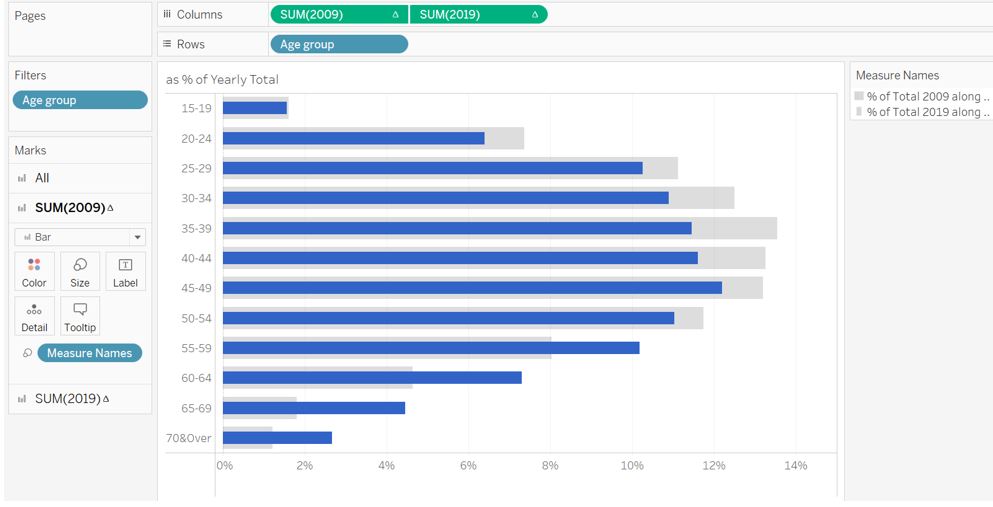 Pages
Columns
SUM(2009) Δ
SUM(2019) Δ
Rows
Age group
Filters
Age group
Marks
All
SUM(2009) Δ
Bar
Color
Size
Label
Detail
Tooltip
Measure Names
SUM(2019) Δ
as % of Yearly Total
15-19
20-24
25-29
30-34
35-39
40-44
45-49
50-54
55-59
60-64
65-69
70&Over
0% 2% 4% 6% 8% 10% 12% 14%
Measure Names
% of Total 2009 along ..
% of Total 2019 along ..